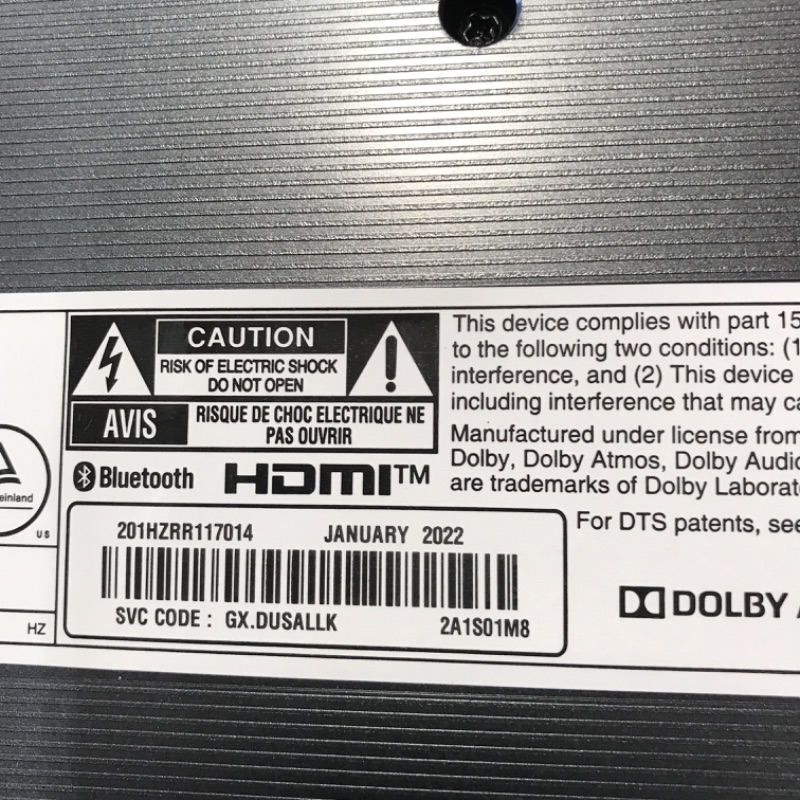 CAUTION
RISK OF ELECTRIC SHOCK
DO NOT OPEN
AVIS
RISQUE DE CHOC ELECTRIQUE NE
PAS OUVRIR
Bluetooth
HDMI™
einland
US
HZ
201HZRR117014
JANUARY 2022
SVC CODE : GX.DUSALLK
2A1S01M8
This device complies with part 15
to the following two conditions: (1
interference, and (2) This device
including interference that may ca
Manufactured under license from
Dolby, Dolby Atmos, Dolby Audio
are trademarks of Dolby Laborat
For DTS patents, see
DOLBY